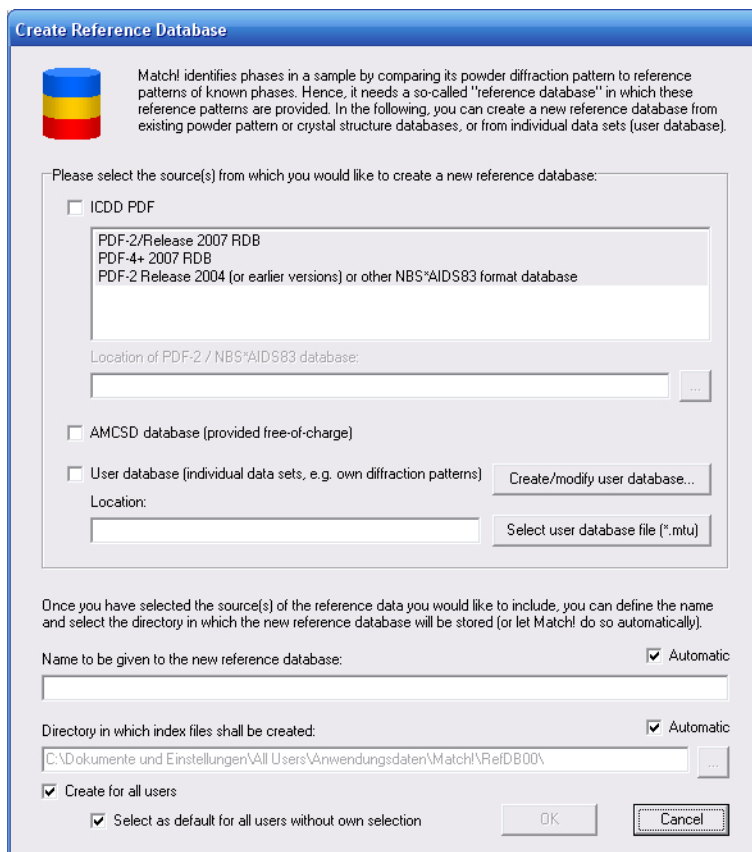 Create Reference Database
Match! identifies phases in a sample by comparing its powder diffraction pattern to reference
patterns of known phases. Hence, it needs a so-called "reference database" in which these
reference patterns are provided. In the following, you can create a new reference database from
existing powder pattern or crystal structure databases, or from individual data sets (user database).
Please select the source(s) from which you would like to create a new reference database:
ICDD PDF
PDF-2/Release 2007 RDB
PDF-4+ 2007 RDB
PDF-2 Release 2004 (or earlier versions) or other NBS*AIDS83 format database
Location of PDF-2 / NBS*AIDS83 database:
...
AMCSD database (provided free-of-charge)
User database (individual data sets, e.g. own diffraction patterns)
Create/modify user database...
Location:
Select user database file (*.mtu)
Once you have selected the source(s) of the reference data you would like to include, you can define the name
and select the directory in which the new reference database will be stored (or let Match! do so automatically).
Name to be given to the new reference database:
Automatic
Directory in which index files shall be created:
Automatic
C:\Dokumente und Einstellungen\All Users\Anwendungsdaten\Match!\RefDB00\
...
Create for all users
Select as default for all users without own selection
OK
Cancel